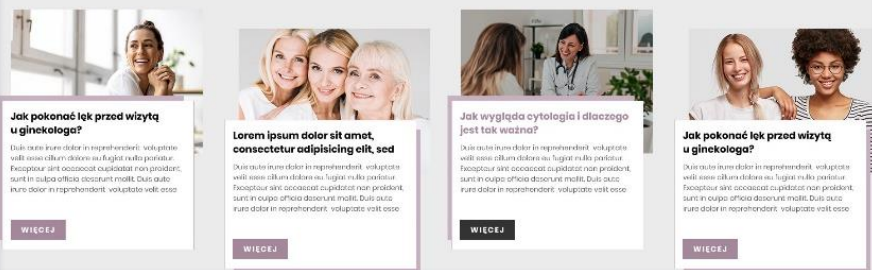 Jak pokonać lęk przed wizytą
u ginekologa?
Duis aute irure dolor in reprehenderit voluptate
velit esse cillum dolore eu fugiat nulla pariatur.
Excepteur sint occaecat cupidatat non proident,
sunt in culpa officia deserunt mollit. Duis aute
irure dolor in reprehenderit voluptate velit esse
WIĘCEJ
Lorem ipsum dolor sit amet,
consectetur adipisicing elit, sed
Duis aute irure dolor in reprehenderit voluptate
velit esse cillum dolore eu fugiat nulla pariatur.
Excepteur sint occaecat cupidatat non proident,
sunt in culpa officia deserunt mollit. Duis aute
irure dolor in reprehenderit voluptate velit esse
WIĘCEJ
Jak wygląda cytologia i dlaczego
jest tak ważna?
Duis aute irure dolor in reprehenderit voluptate
velit esse cillum dolore eu fugiat nulla pariatur.
Excepteur sint occaecat cupidatat non proident,
sunt in culpa officia deserunt mollit. Duis aute
irure dolor in reprehenderit voluptate velit esse
WIĘCEJ
Jak pokonać lęk przed wizytą
u ginekologa?
Duis aute irure dolor in reprehenderit voluptate
velit esse cillum dolore eu fugiat nulla pariatur.
Excepteur sint occaecat cupidatat non proident,
sunt in culpa officia deserunt mollit. Duis aute
irure dolor in reprehenderit voluptate velit esse
WIĘCEJ